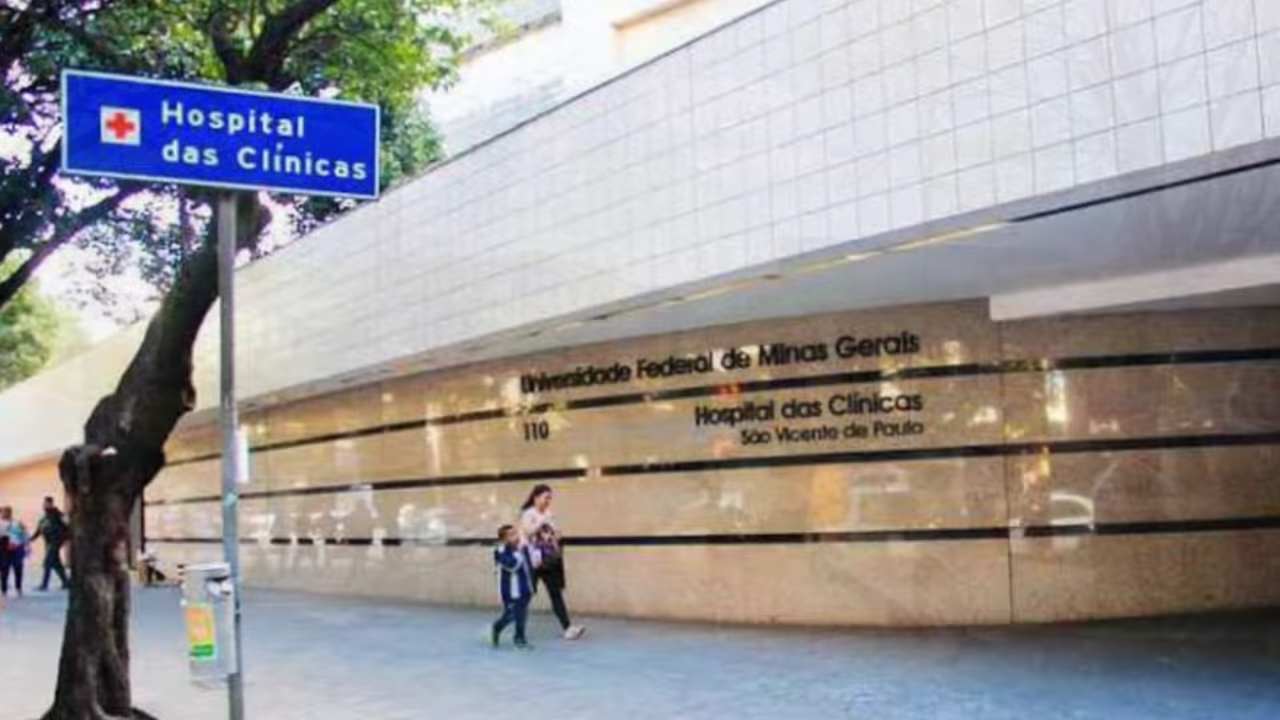 Hospital
das Clínicas
Universidade Federal de Minas Gerais
110
Hospital das Clínicas
São Vicente de Paulo